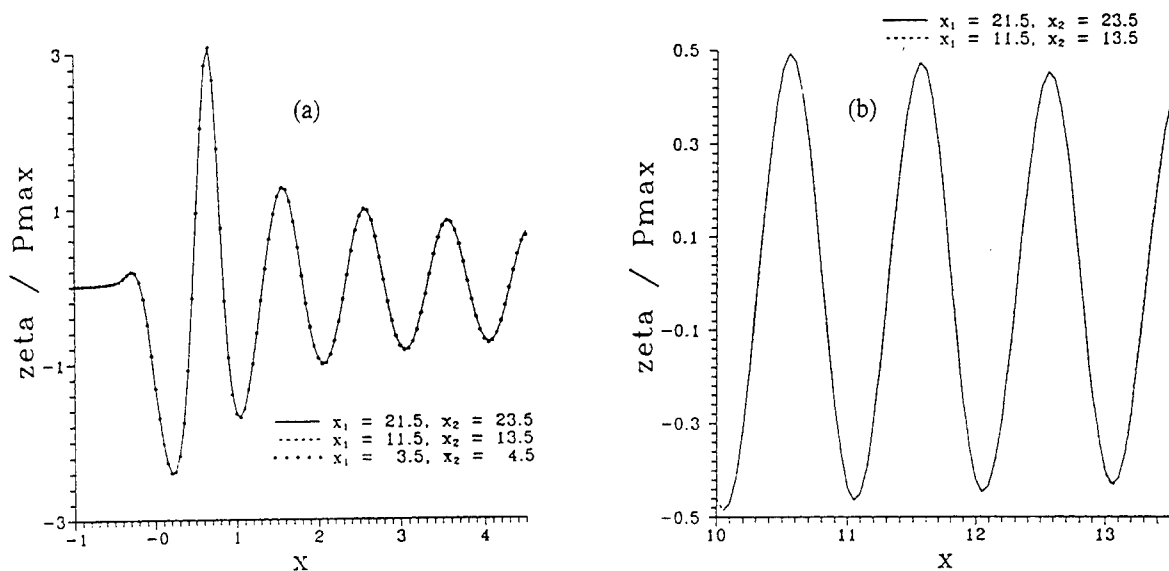 3
1
-1
-3
zeta / Pmax
(a)
x₁ = 21.5, x₂ = 23.5
x₁ = 11.5, x₂ = 13.5
x₁ = 3.5, x₂ = 4.5
-1 -0 1 2 3 4
X
x₁ = 21.5, x₂ = 23.5
x₁ = 11.5, x₂ = 13.5
0.5
0.3
0.1
-0.1
-0.3
-0.5
zeta / Pmax
(b)
10 11 12 13
X